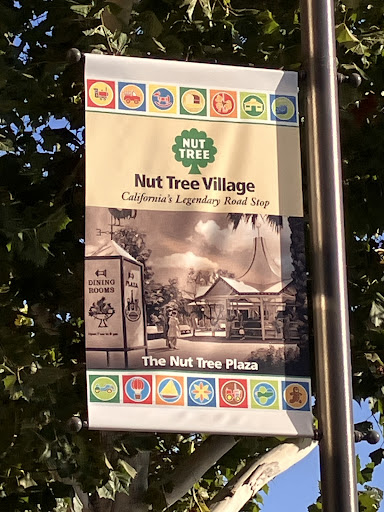 NUT
TREE
Nut Tree Village
California's Legendary Road Stop
DINING
ROOMS
PLAZA
The Nut Tree Plaza